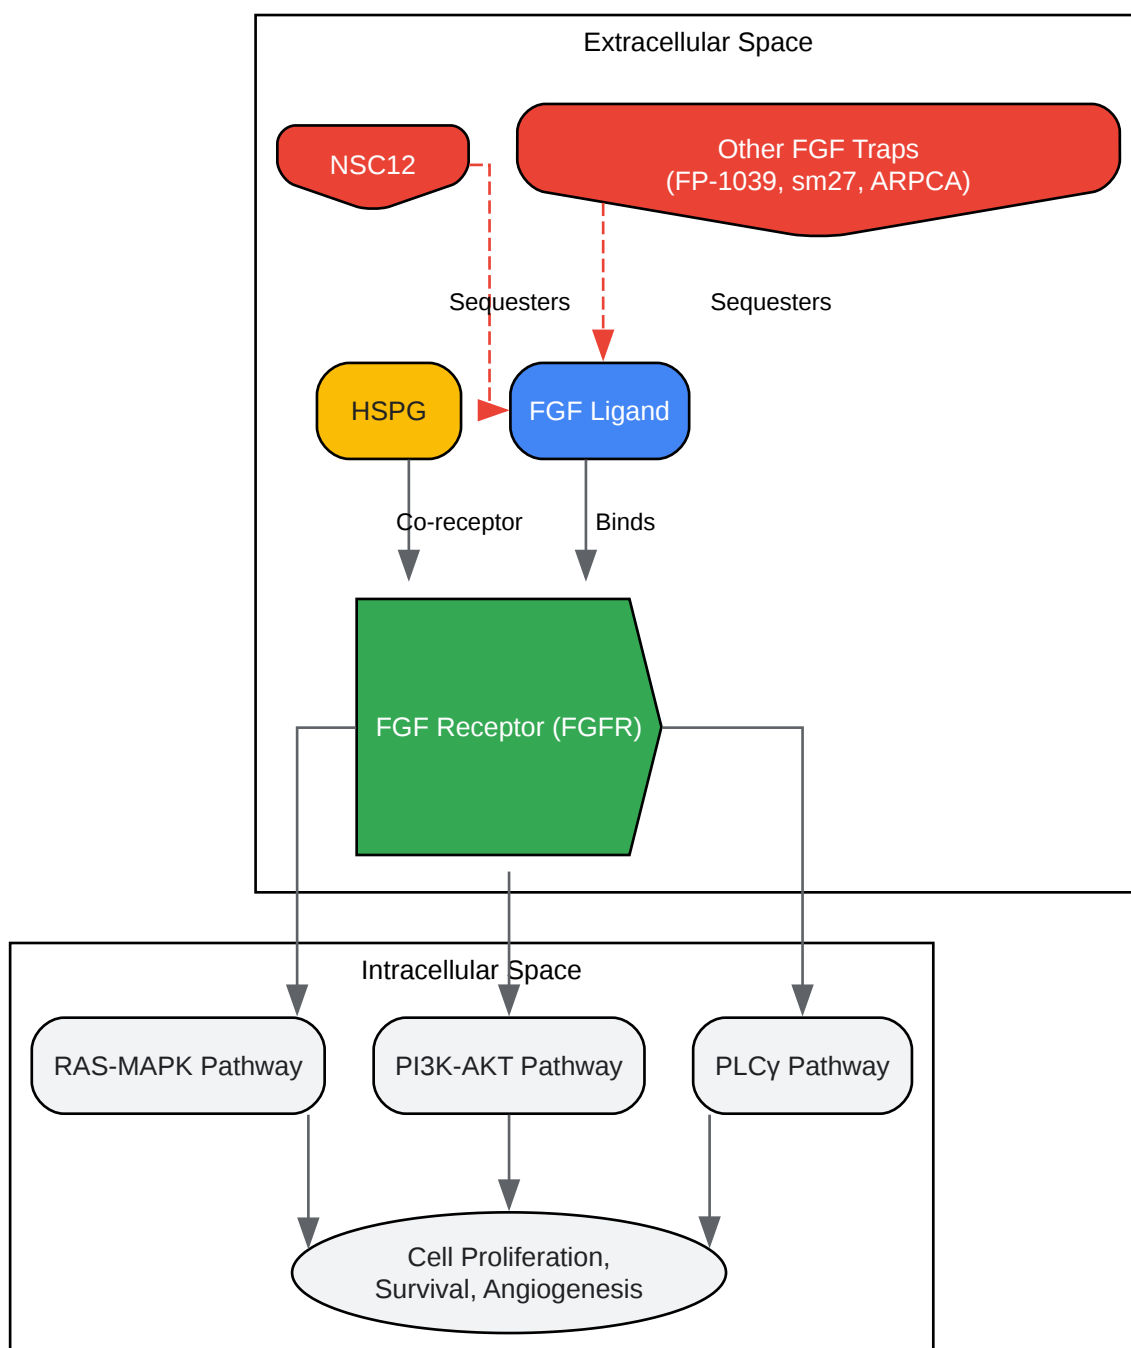 Extracellular Space
NSC12
Other FGF Traps
(FP-1039, sm27, ARPCA)
Sequesters
Sequesters
HSPG
FGF Ligand
Co-receptor
Binds
FGF Receptor (FGFR)
Intracellular Space
RAS-MAPK Pathway
PI3K-AKT Pathway
PLCγ Pathway
Cell Proliferation,
Survival, Angiogenesis